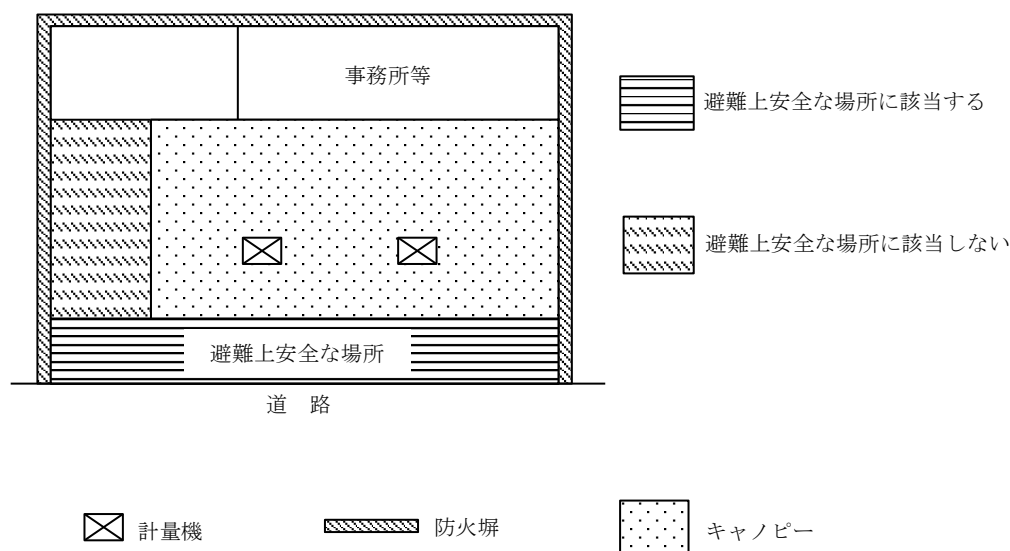 事務所等
避難上安全な場所に該当する
避難上安全な場所に該当しない
避難上安全な場所
道 路
計量機
防火塀
キャノピー